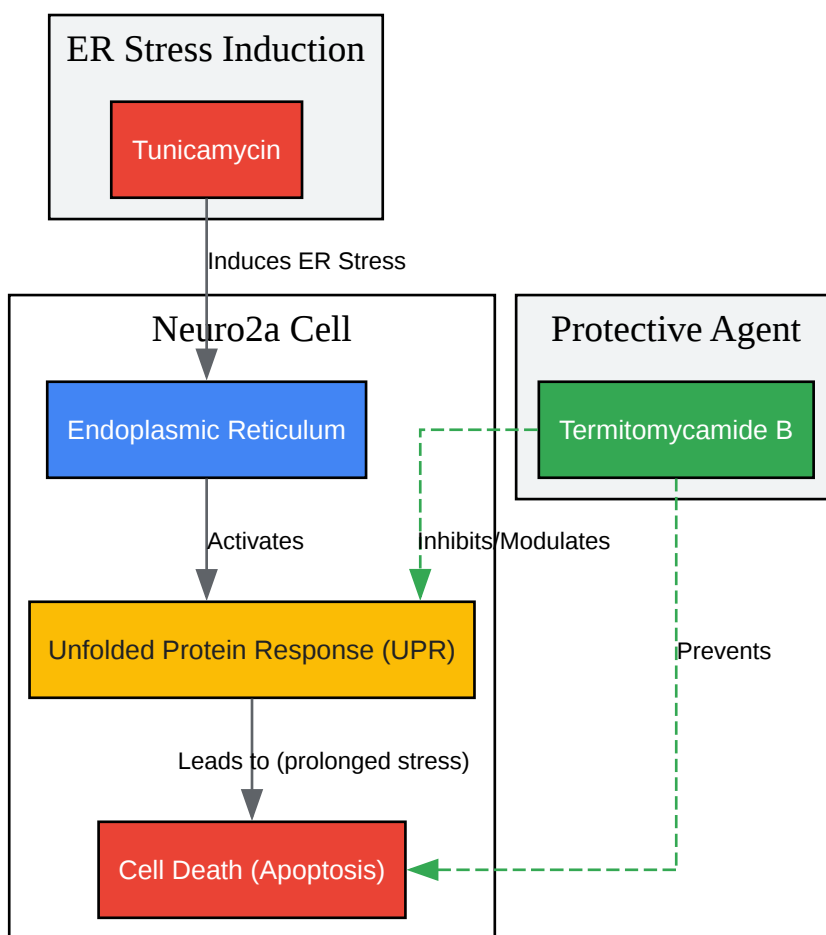 ER Stress Induction
Tunicamycin
Induces ER Stress
Neuro2a Cell
Protective Agent
Endoplasmic Reticulum
Termitomycamide B
Activates
Inhibits/Modulates
Unfolded Protein Response (UPR)
Prevents
Leads to (prolonged stress)
Cell Death (Apoptosis)